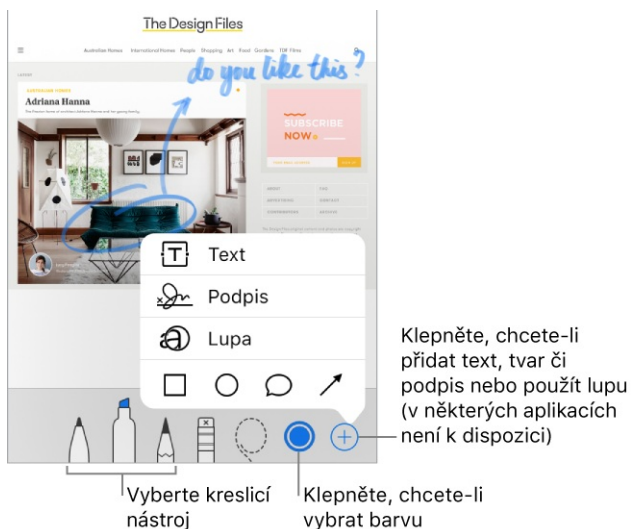 The Design Files
Australian Homes International Homes People Shopping Art Food Gardens TDF Films
do you like this?
AUSTRALIAN HOMES
Adriana Hanna
SUBSCRIBE
NOW
Text
Podpis
Lupa
Klepněte, chcete-li
přidat text, tvar či
podpis nebo použít lupu
(v některých aplikacích
není k dispozici)
Vyberte kreslicí
nástroj
Klepněte, chcete-li
vybrat barvu